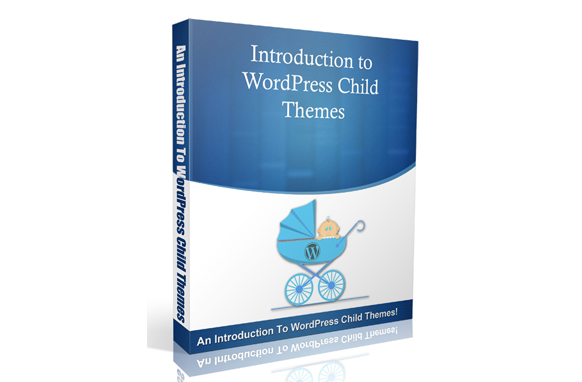 Introduction to
WordPress Child
Themes
An Introduction To WordPress Child Themes
W
An Introduction To WordPress Child Themes!